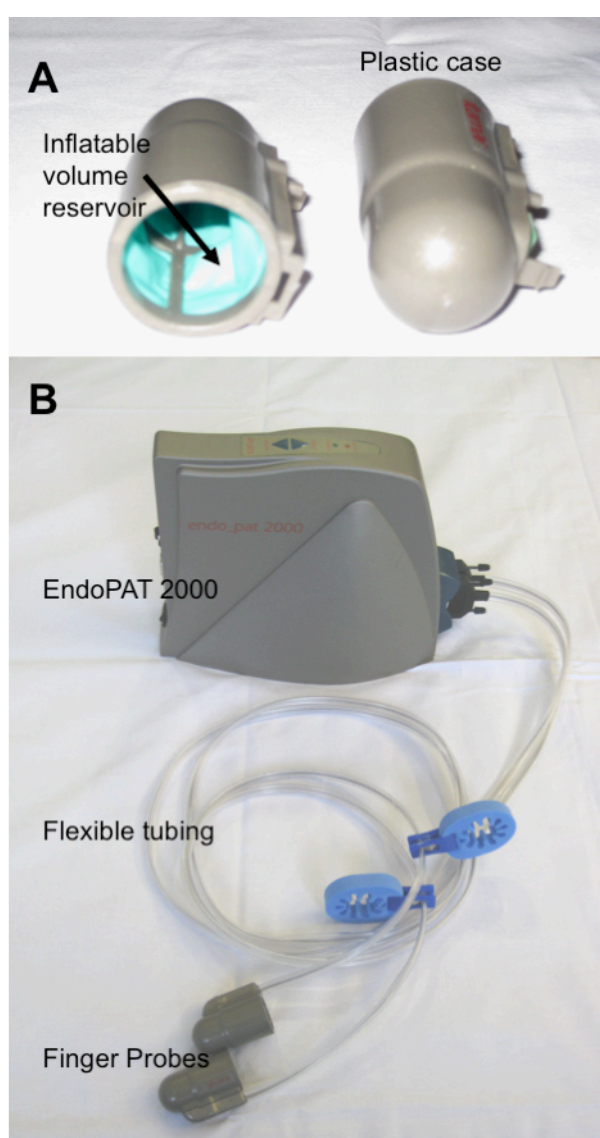 A
Plastic case
Inflatable
volume
reservoir
B
endo_pat 2000
EndoPAT 2000
Flexible tubing
Finger Probes